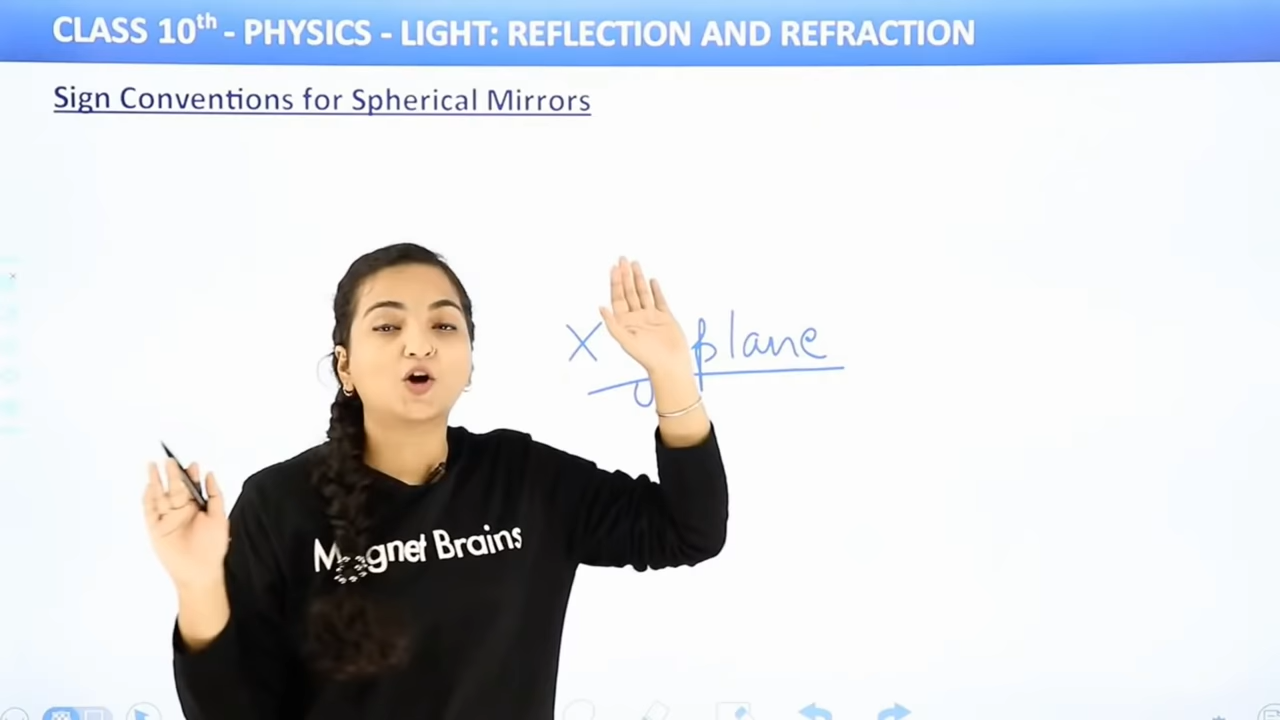 CLASS 10th - PHYSICS - LIGHT: REFLECTION AND REFRACTION
Sign Conventions for Spherical Mirrors
X y plane
Magnet Brains